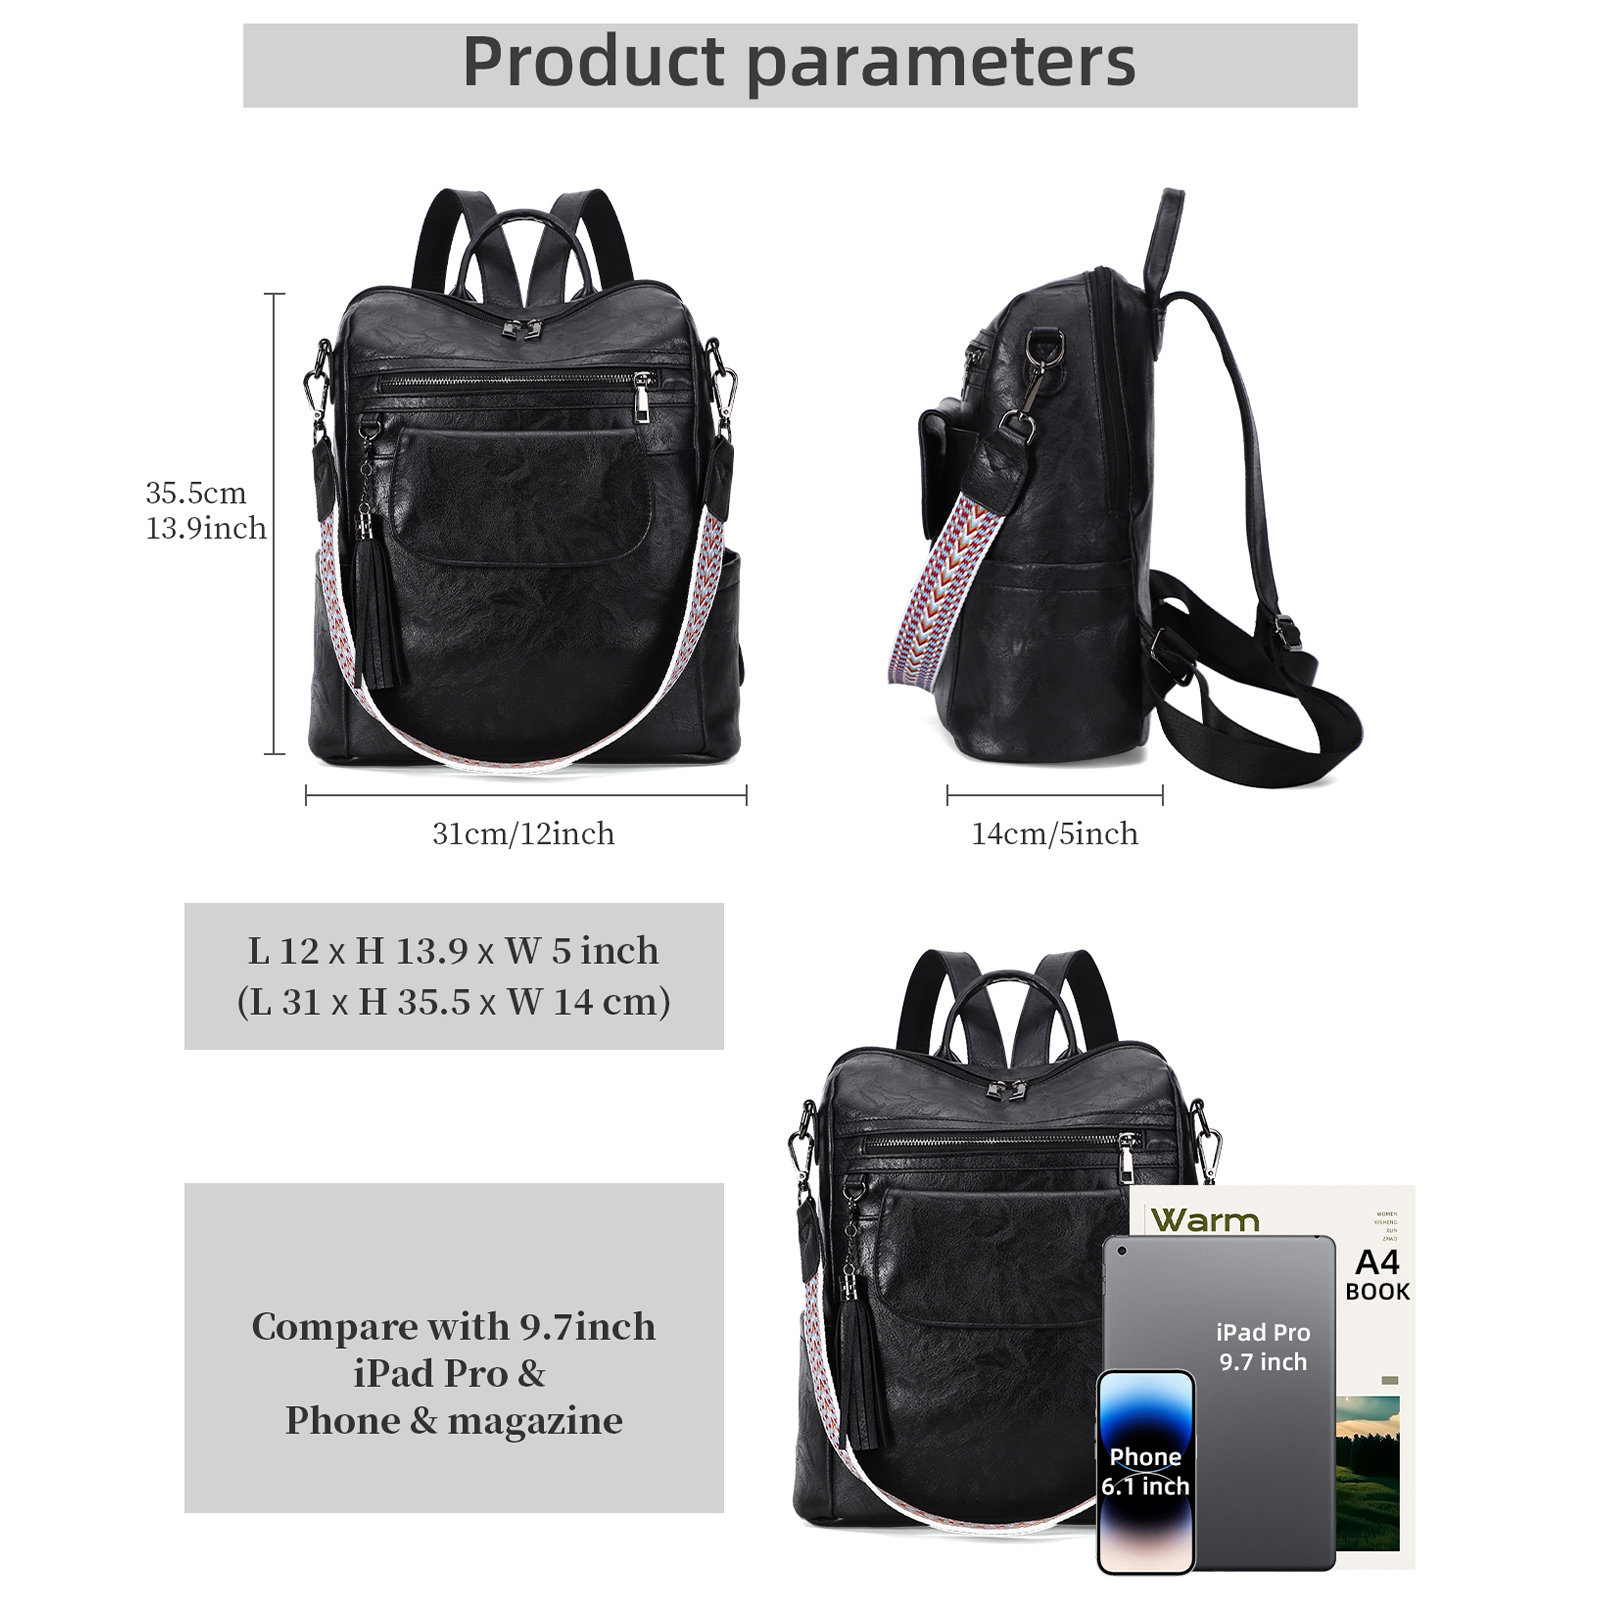 Product parameters
35.5cm
13.9inch
31cm/12inch
14cm/5inch
L 12 x H 13.9 x W 5 inch
(L 31 x H 35.5 x W 14 cm)
Compare with 9.7inch
iPad Pro &
Phone & magazine
Warm
WOMEN
YISHENG
XUN
ZHAO
A4
BOOK
iPad Pro
9.7 inch
Phone
6.1 inch